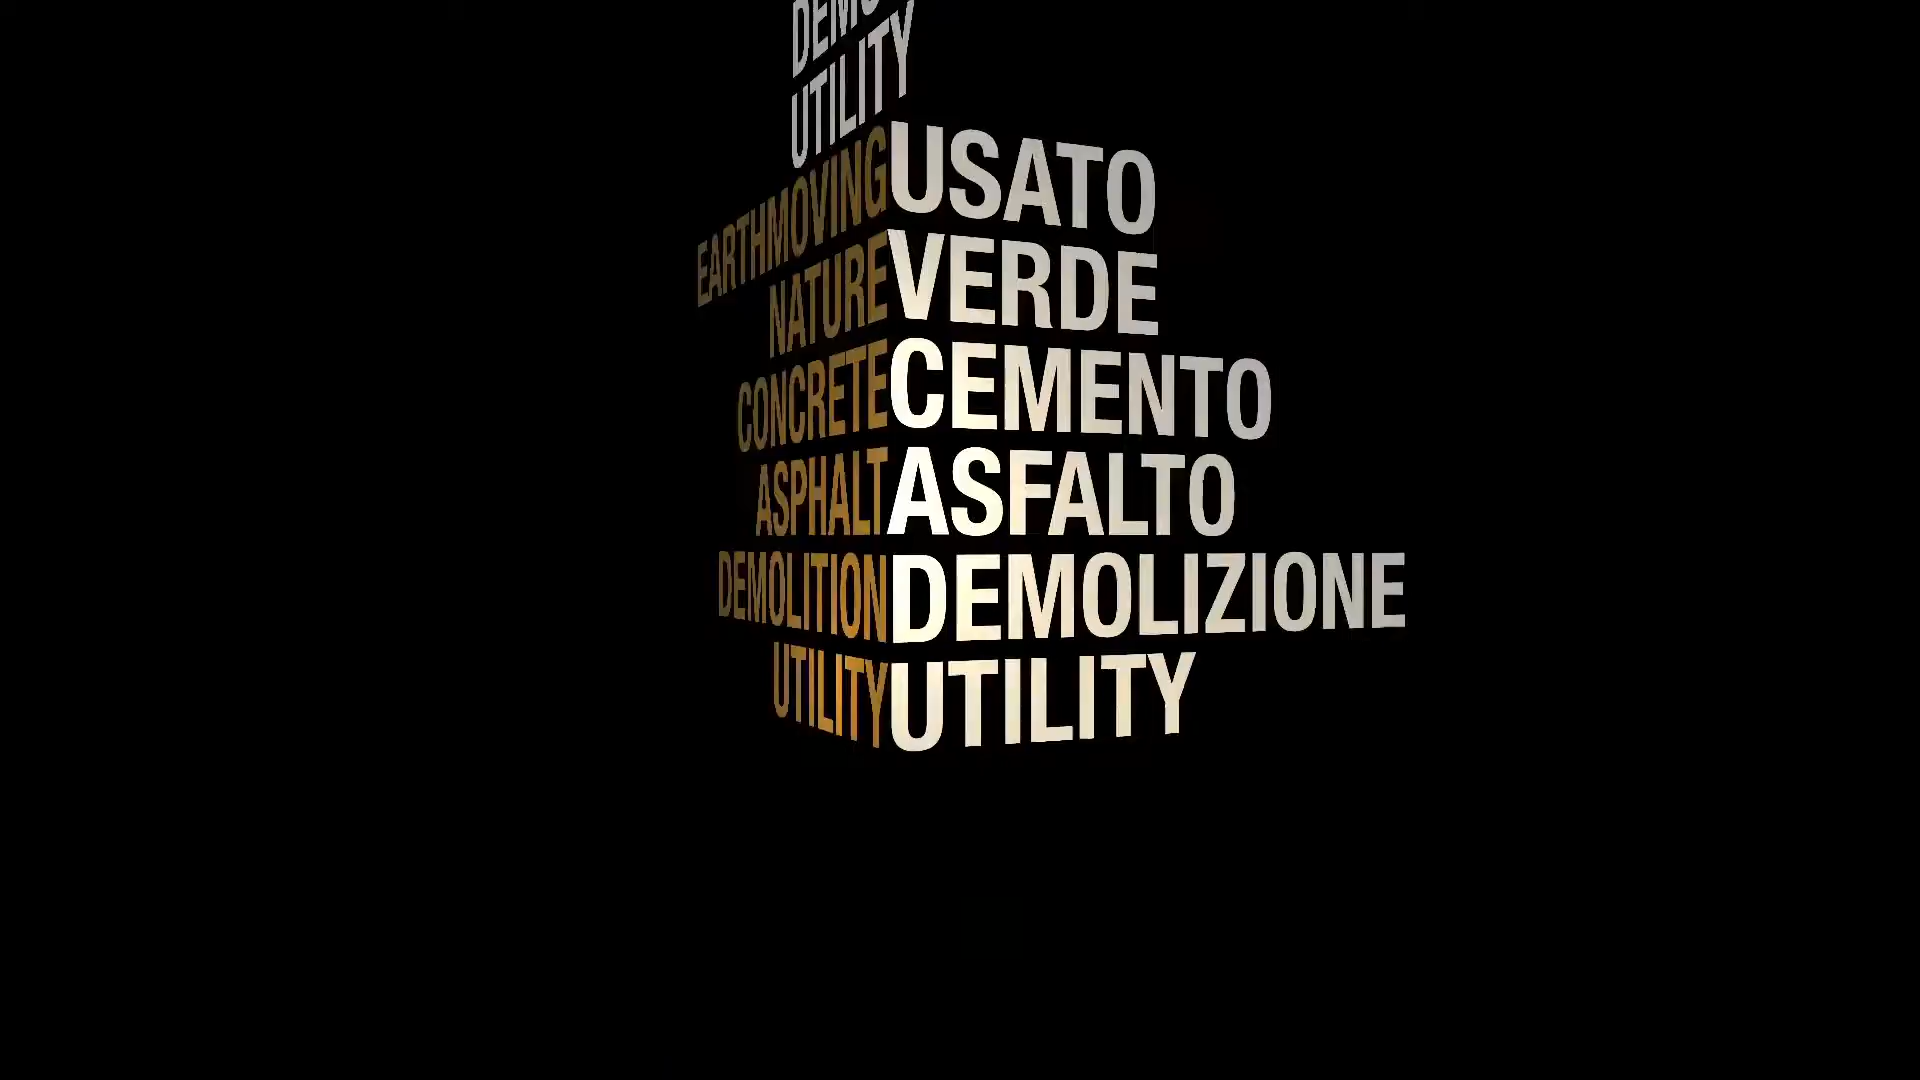 UTILITY
EARTHMOVING
NATURE
CONCRETE
ASPHALT
DEMOLITION
UTILITY
USATO
VERDE
CEMENTO
ASFALTO
DEMOLIZIONE
UTILITY